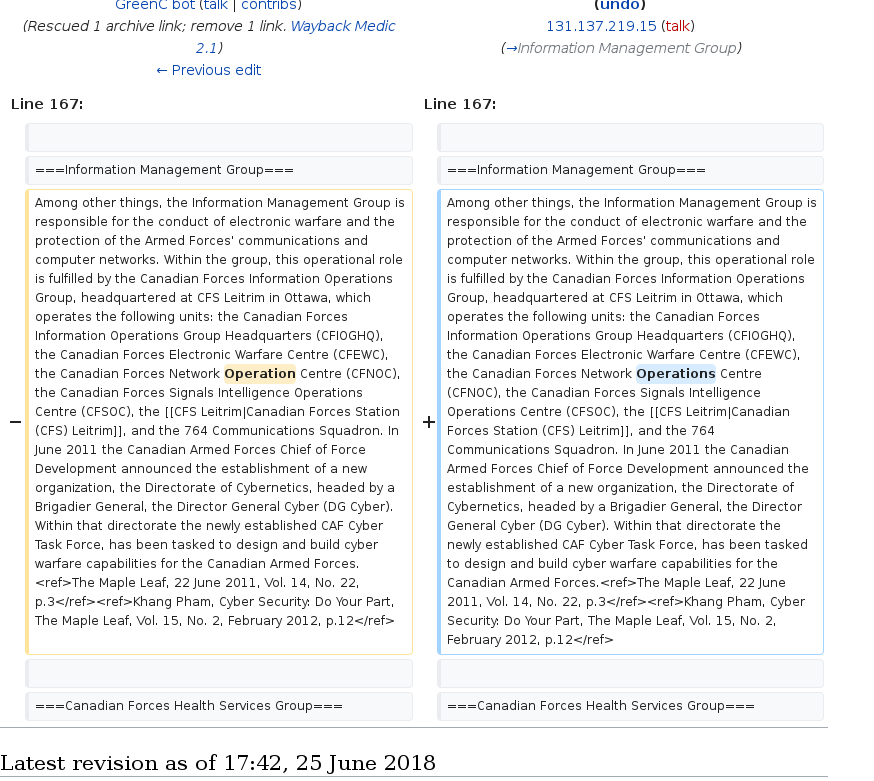 GreenC bot (talk | contribs)
(Rescued 1 archive link; remove 1 link. Wayback Medic
2.1)
← Previous edit
(undo)
131.137.219.15 (talk)
(→Information Management Group)
Line 167:
Line 167:
===Information Management Group===
===Information Management Group===
−
Among other things, the Information Management Group is
responsible for the conduct of electronic warfare and the
protection of the Armed Forces' communications and
computer networks. Within the group, this operational role
is fulfilled by the Canadian Forces Information Operations
Group, headquartered at CFS Leitrim in Ottawa, which
operates the following units: the Canadian Forces
Information Operations Group Headquarters (CFIOGHQ),
the Canadian Forces Electronic Warfare Centre (CFEWC),
the Canadian Forces Network Operation Centre (CFNOC),
the Canadian Forces Signals Intelligence Operations
Centre (CFSOC), the [[CFS Leitrim|Canadian Forces Station
(CFS) Leitrim]], and the 764 Communications Squadron. In
June 2011 the Canadian Armed Forces Chief of Force
Development announced the establishment of a new
organization, the Directorate of Cybernetics, headed by a
Brigadier General, the Director General Cyber (DG Cyber).
Within that directorate the newly established CAF Cyber
Task Force, has been tasked to design and build cyber
warfare capabilities for the Canadian Armed Forces.
<ref>The Maple Leaf, 22 June 2011, Vol. 14, No. 22,
p.3</ref><ref>Khang Pham, Cyber Security: Do Your Part,
The Maple Leaf, Vol. 15, No. 2, February 2012, p.12</ref>
+
Among other things, the Information Management Group is
responsible for the conduct of electronic warfare and the
protection of the Armed Forces' communications and
computer networks. Within the group, this operational role
is fulfilled by the Canadian Forces Information Operations
Group, headquartered at CFS Leitrim in Ottawa, which
operates the following units: the Canadian Forces
Information Operations Group Headquarters (CFIOGHQ),
the Canadian Forces Electronic Warfare Centre (CFEWC),
the Canadian Forces Network Operations Centre
(CFNOC), the Canadian Forces Signals Intelligence
Operations Centre (CFSOC), the [[CFS Leitrim|Canadian
Forces Station (CFS) Leitrim]], and the 764
Communications Squadron. In June 2011 the Canadian
Armed Forces Chief of Force Development announced the
establishment of a new organization, the Directorate of
Cybernetics, headed by a Brigadier General, the Director
General Cyber (DG Cyber). Within that directorate the
newly established CAF Cyber Task Force, has been tasked
to design and build cyber warfare capabilities for the
Canadian Armed Forces.<ref>The Maple Leaf, 22 June
2011, Vol. 14, No. 22, p.3</ref><ref>Khang Pham, Cyber
Security: Do Your Part, The Maple Leaf, Vol. 15, No. 2,
February 2012, p.12</ref>
===Canadian Forces Health Services Group===
===Canadian Forces Health Services Group===
Latest revision as of 17:42, 25 June 2018